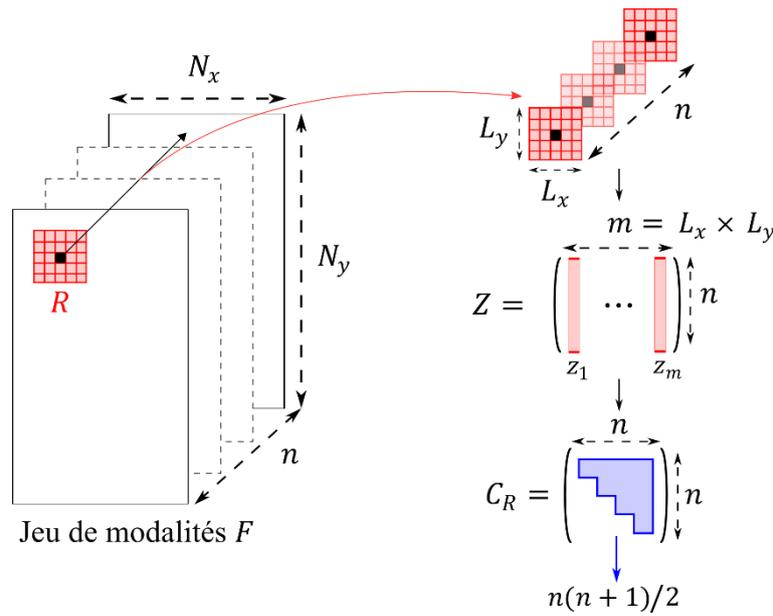 N_x
N_y
n
R
Jeu de modalités F
L_y
L_x
n
m = L_x × L_y
Z =
...
n
z_1
z_m
n
C_R =
n
n(n + 1)/2